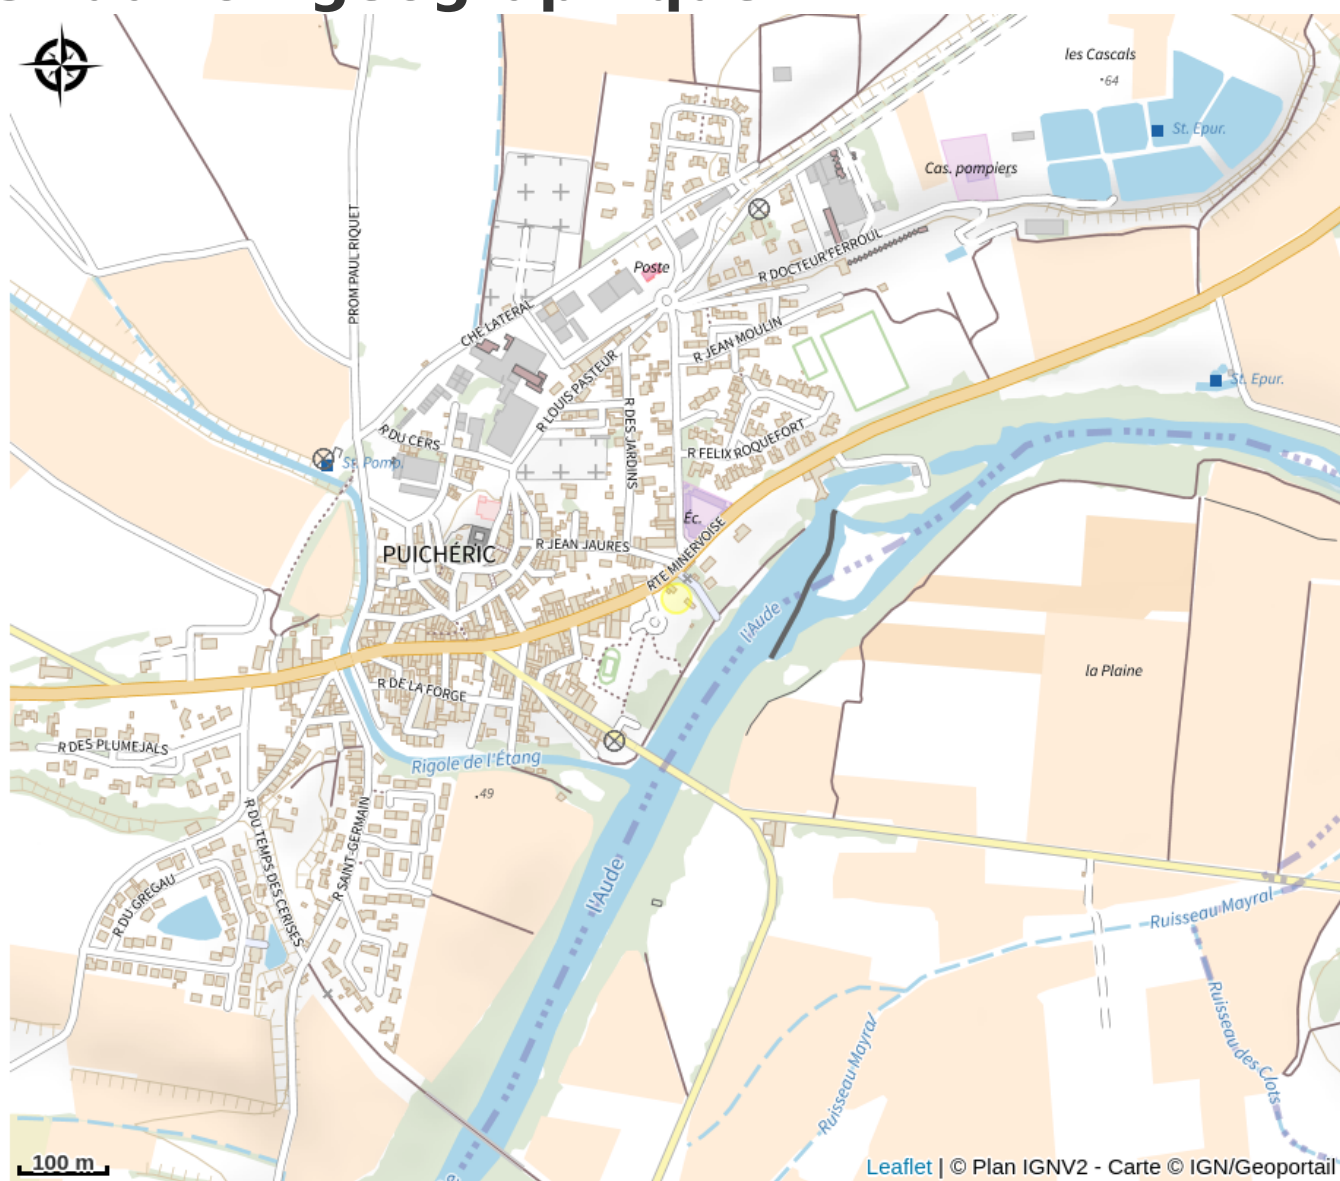 les Cascals
64
St. Epur.
Cas. pompiers
PROM PAUL RIQUET
R DOCTEUR FERROUL
Poste
CHE LATERAL
R JEAN MOULIN
R LOUIS PASTEUR
St. Epur.
R DES JARDINS
R DU CERS
R FELIX ROQUEFORT
St. Pomp.
Éc.
RTE MINERVOISE
R JEAN JAURES
PUICHÉRIC
l'Aude
la Plaine
R DE LA FORGE
R DES PLUMEJALS
Rigole de l'Étang
49
R DU TEMPS DES CERISES
R SAINT-GERMAIN
R DU GREGAU
l'Aude
Ruisseau Mayral
Ruisseau Mayral
Ruisseau des Clots
100 m
Leaflet | © Plan IGNV2 - Carte © IGN/Geoportail